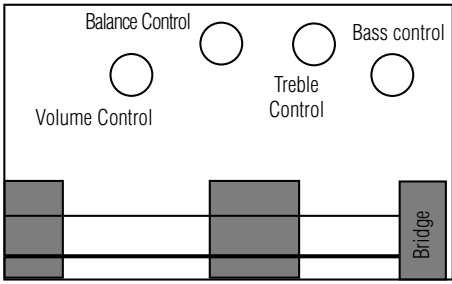 Balance Control
Bass control
Treble
Control
Volume Control
Bridge